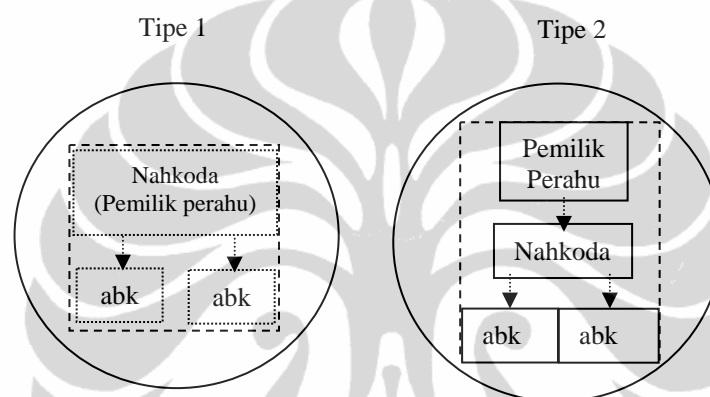 Tipe 1
Nahkoda
(Pemilik perahu)
abk
abk
Tipe 2
Pemilik
Perahu
Nahkoda
abk
abk